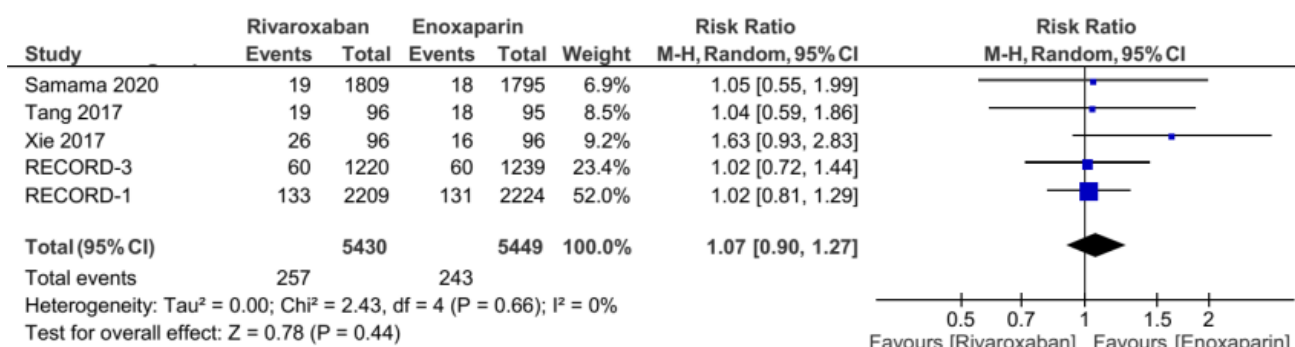 Rivaroxaban Enoxaparin Risk Ratio Risk Ratio
Study Events Total Events Total Weight M-H, Random, 95% CI M-H, Random, 95% CI
Samama 2020 19 1809 18 1795 6.9% 1.05 [0.55, 1.99]
Tang 2017 19 96 18 95 8.5% 1.04 [0.59, 1.86]
Xie 2017 26 96 16 96 9.2% 1.63 [0.93, 2.83]
RECORD-3 60 1220 60 1239 23.4% 1.02 [0.72, 1.44]
RECORD-1 133 2209 131 2224 52.0% 1.02 [0.81, 1.29]
Total (95% CI) 5430 5449 100.0% 1.07 [0.90, 1.27]
Total events 257 243
Heterogeneity: Tau² = 0.00; Chi² = 2.43, df = 4 (P = 0.66); I² = 0%
Test for overall effect: Z = 0.78 (P = 0.44)
0.5 0.7 1 1.5 2
Favours [Rivaroxaban] Favours [Enoxaparin]